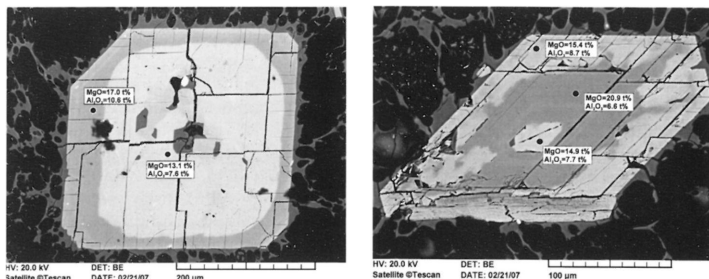 MgO=17.0 t%
Al₂O₃=10.6 t%
MgO=13.1 t%
Al₂O₃=7.6 t%
HV: 20.0 kV DET: BE
Satellite ©Tescan DATE: 02/21/07 200 µm
MgO=15.4 t%
Al₂O₃=8.7 t%
MgO=20.9 t%
Al₂O₃=6.6 t%
MgO=14.9 t%
Al₂O₃=7.7 t%
HV: 20.0 kV DET: BE
Satellite ©Tescan DATE: 02/21/07 100 µm